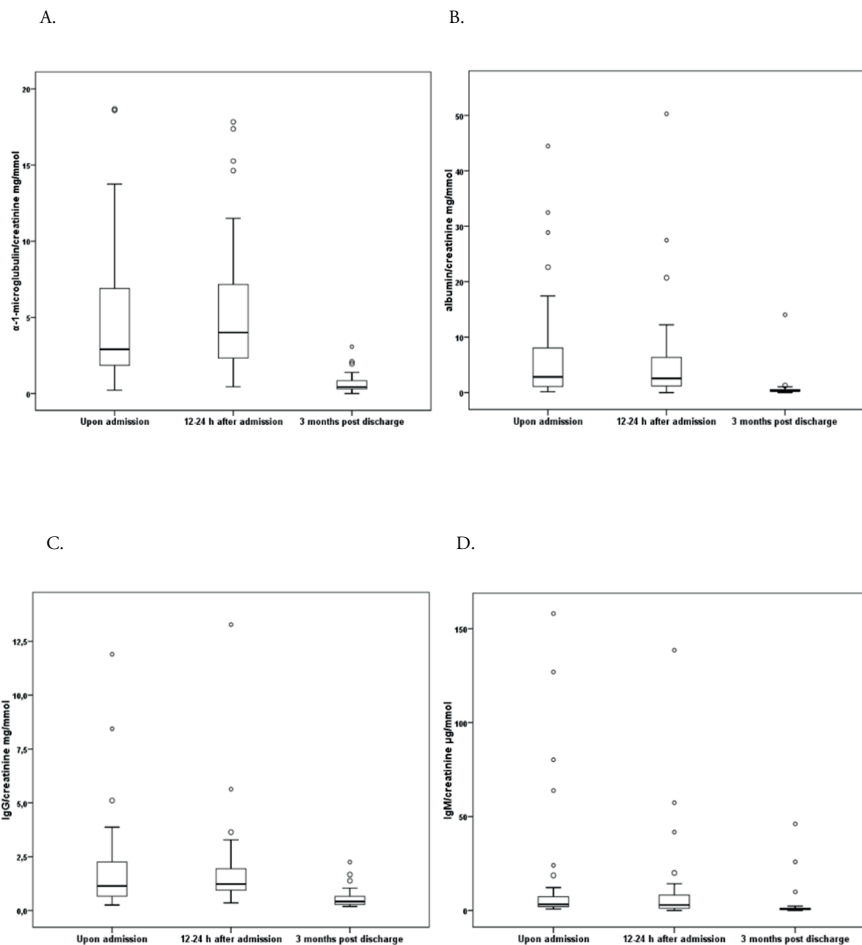 A.
B.
α-1-microglubulin/creatinine mg/mmol
20
15
10
5
0
Upon admission 12-24 h after admission 3 months post discharge
albumin/creatinine mg/mmol
50
40
30
20
10
0
Upon admission 12-24 h after admission 3 months post discharge
C.
D.
IgG/creatinine mg/mmol
12,5
10,0
7,5
5,0
2,5
0,0
Upon admission 12-24 h after admission 3 months post discharge
IgM/creatinine µg/mmol
150
100
50
0
Upon admission 12-24 h after admission 3 months post discharge